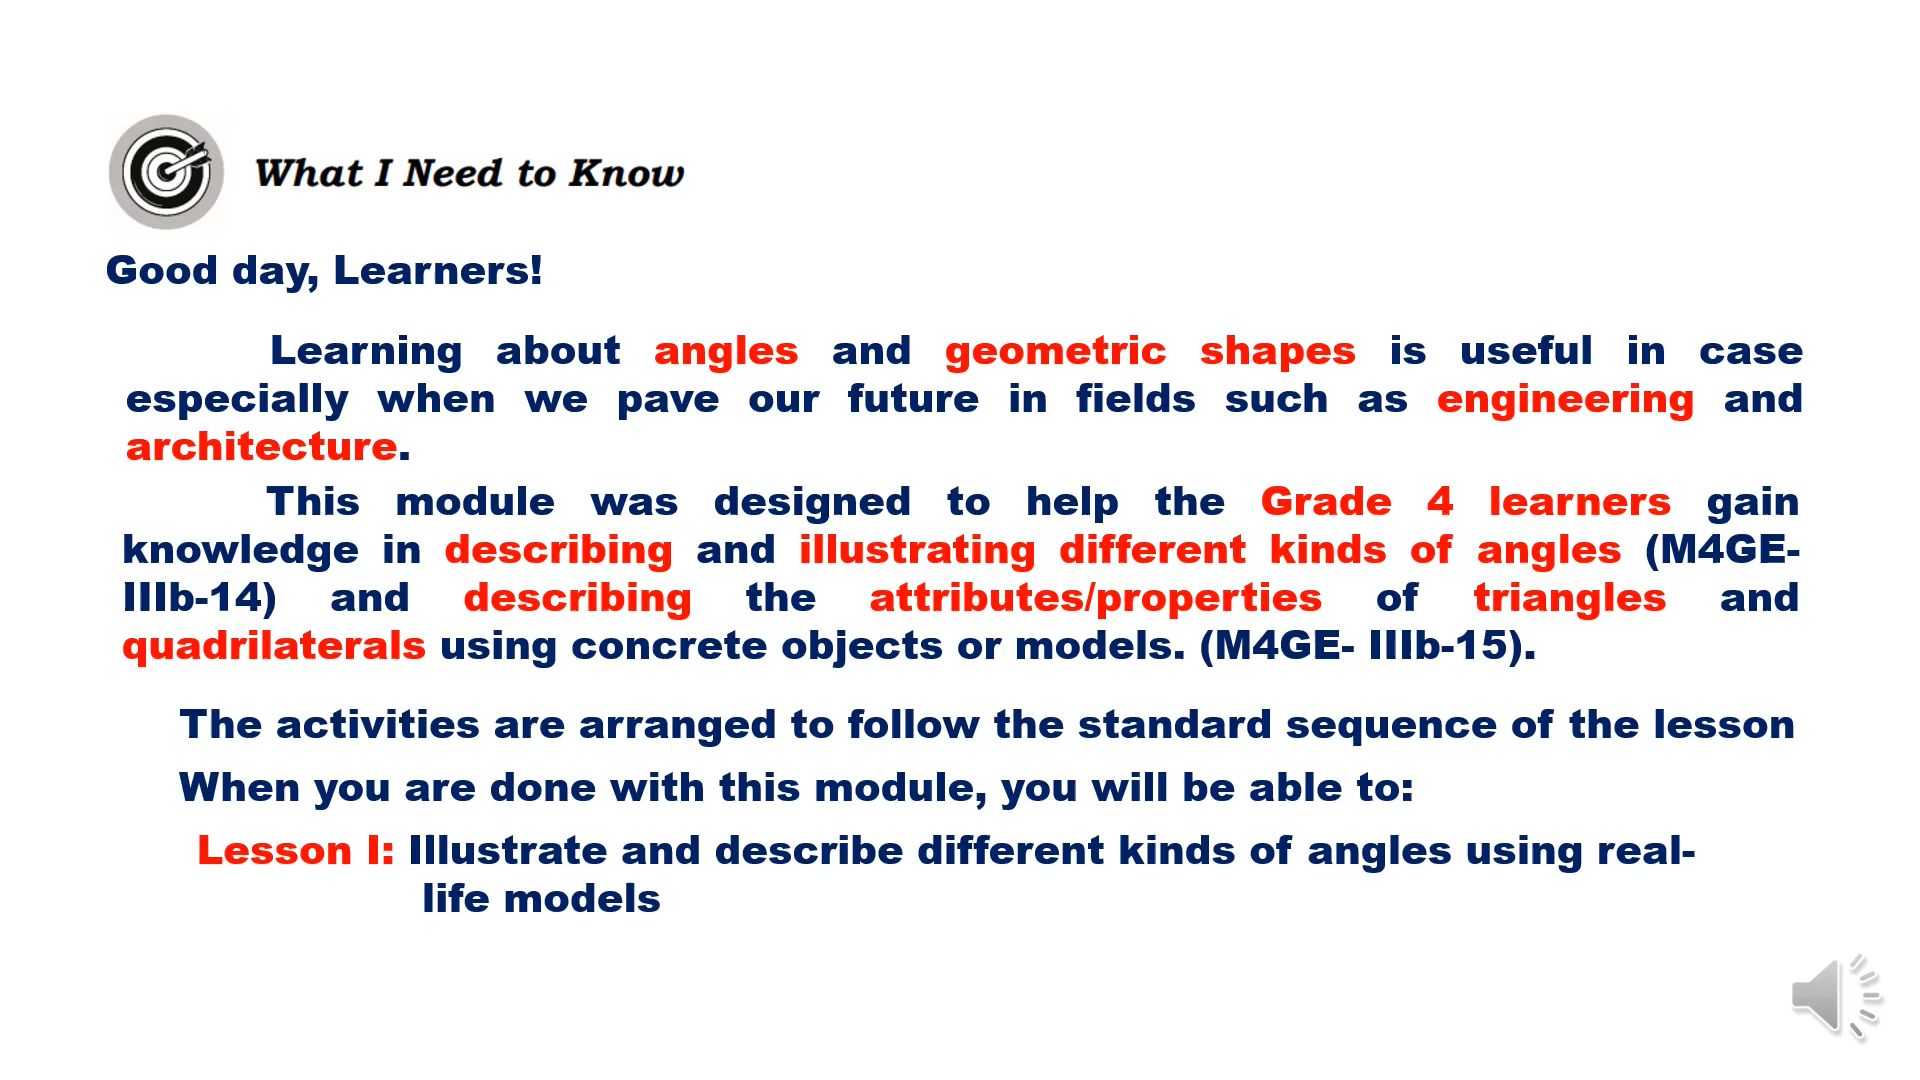 What I Need to Know
Good day, Learners!
Learning about angles and geometric shapes is useful in case
especially when we pave our future in fields such as engineering and
architecture.
This module was designed to help the Grade 4 learners gain
knowledge in describing and illustrating different kinds of angles (M4GE-
IIIb-14) and describing the attributes/properties of triangles and
quadrilaterals using concrete objects or models. (M4GE- IIIb-15).
The activities are arranged to follow the standard sequence of the lesson
When you are done with this module, you will be able to:
Lesson I: Illustrate and describe different kinds of angles using real-
life models